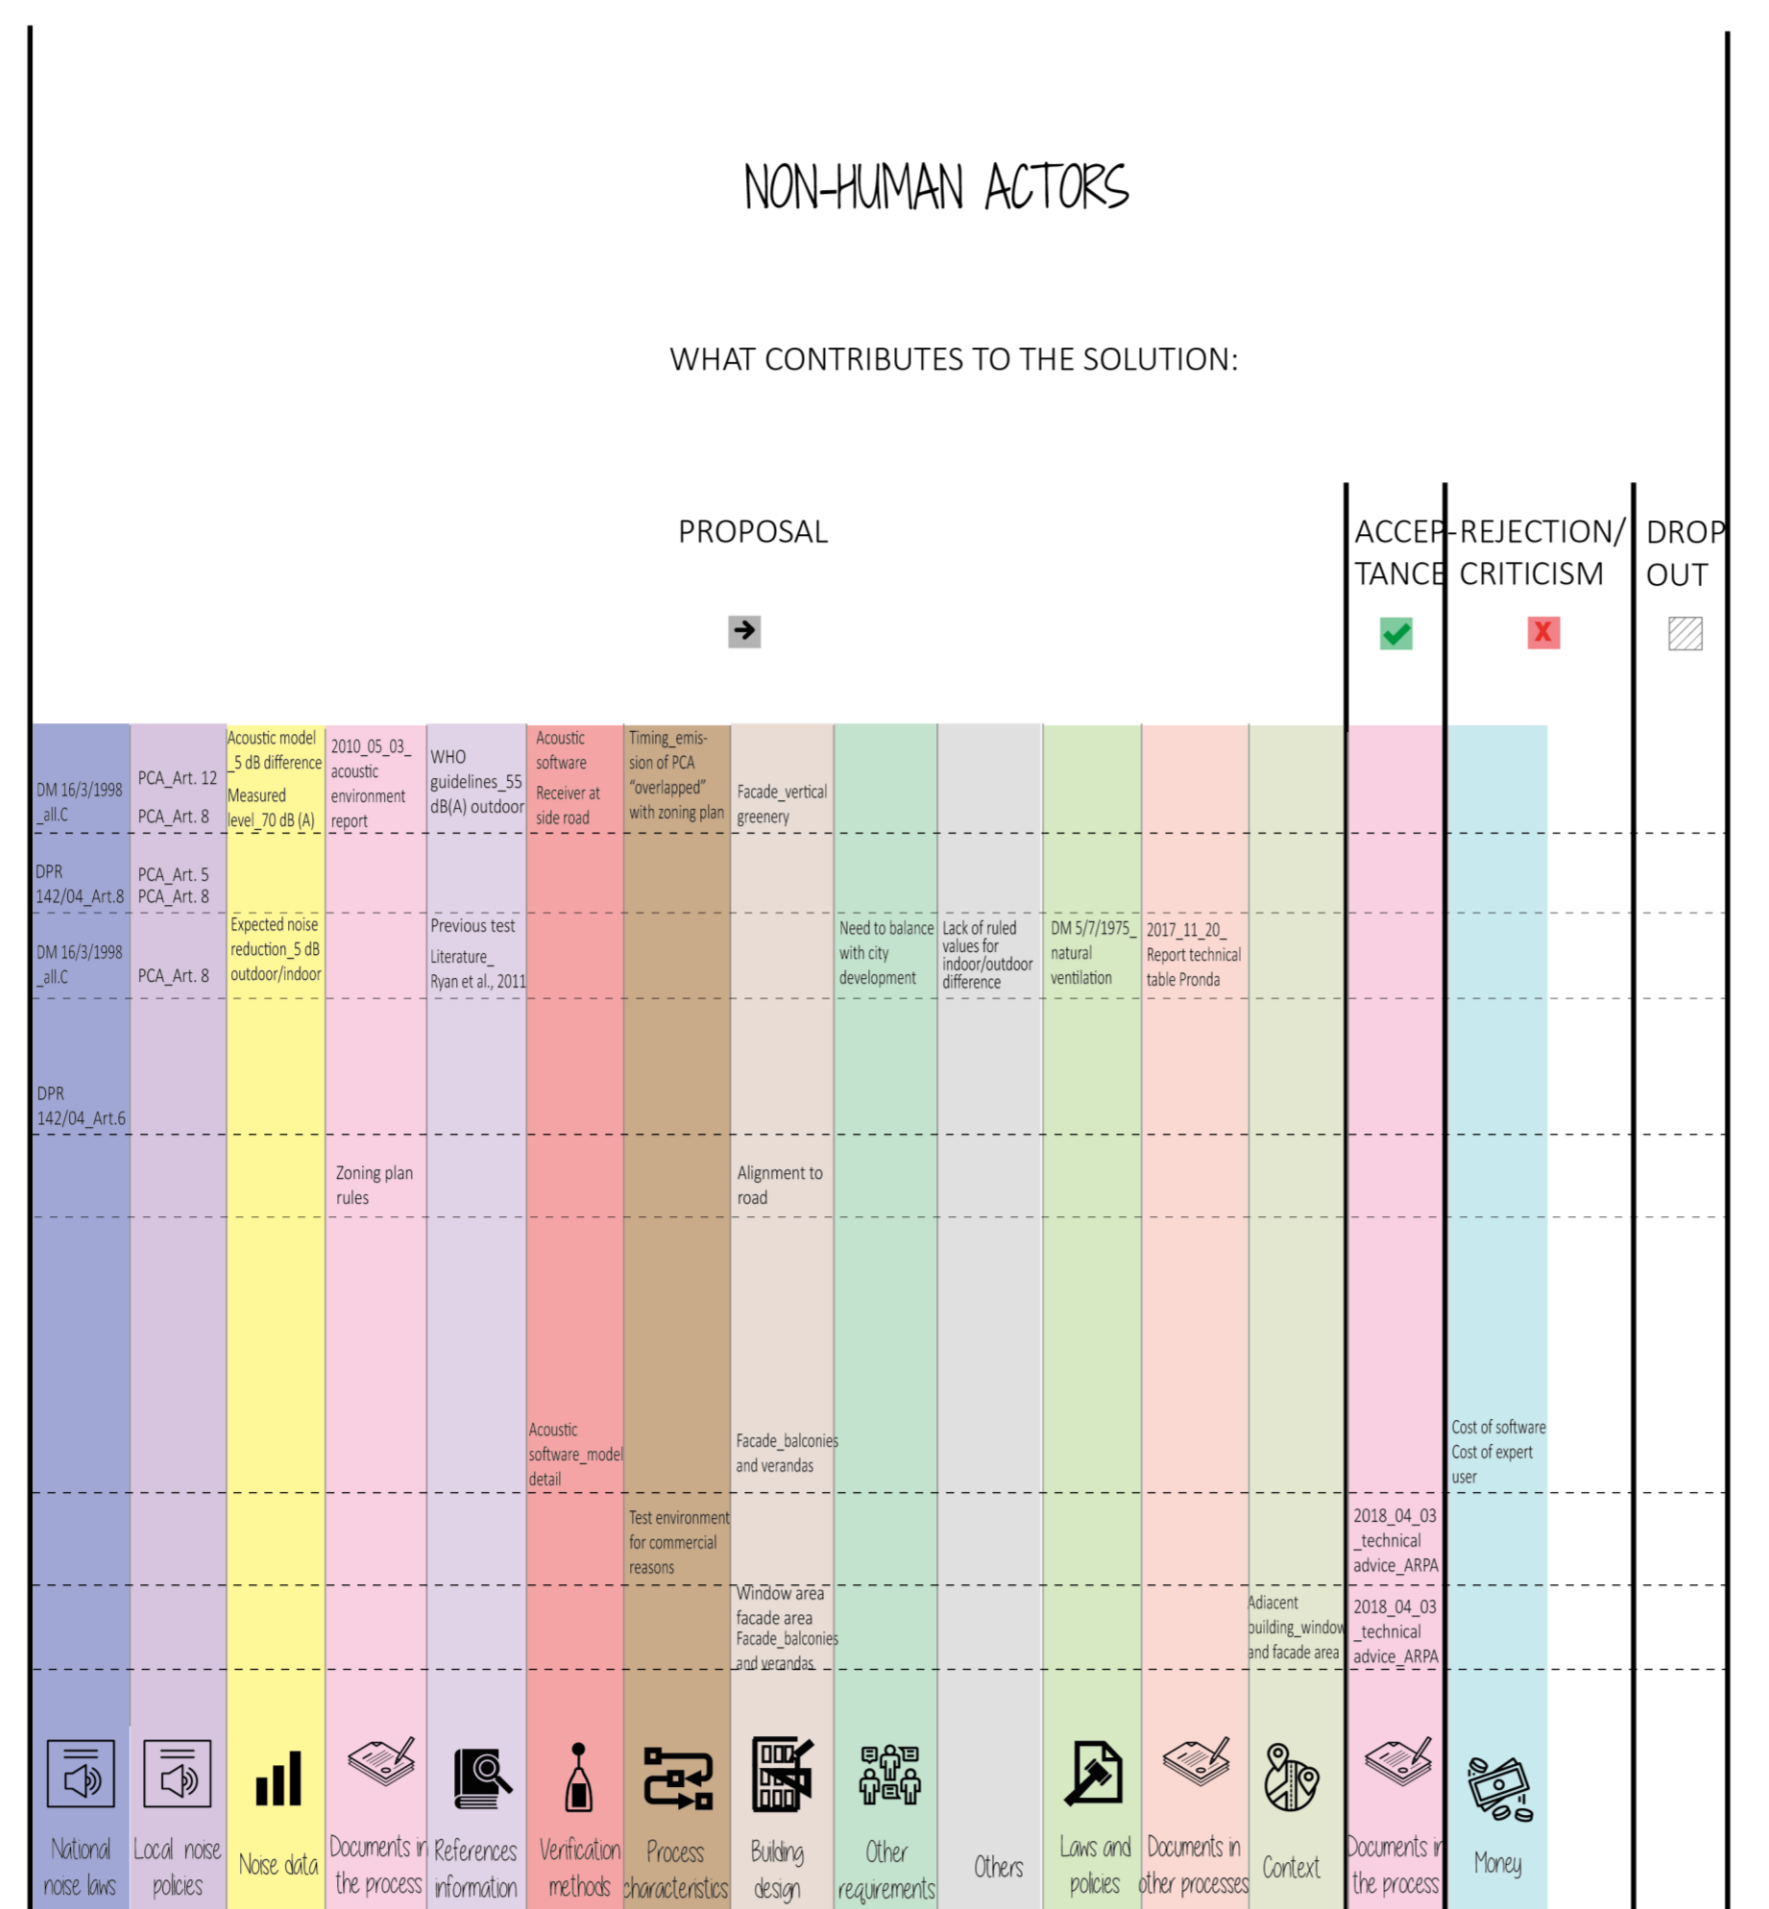 NON-HUMAN ACTORS
WHAT CONTRIBUTES TO THE SOLUTION:
PROPOSAL
ACCEP-
TANCE
REJECTION/
CRITICISM
DROP
OUT
X
DM 16/3/1998
_all.C
PCA_Art. 12
PCA_Art. 8
Acoustic model
_5 dB difference
Measured
level_70 dB (A)
2010_05_03_
acoustic
environment
report
WHO
guidelines_55
dB(A) outdoor
Acoustic
software
Receiver at
side road
Timing_emis-
sion of PCA
“overlapped”
with zoning plan
Facade_vertical
greenery
DPR
142/04_Art.8
PCA_Art. 5
PCA_Art. 8
DM 16/3/1998
_all.C
PCA_Art. 8
Expected noise
reduction_5 dB
outdoor/indoor
Previous test
Literature_
Ryan et al., 2011
Need to balance
with city
development
Lack of ruled
values for
indoor/outdoor
difference
DM 5/7/1975_
natural
ventilation
2017_11_20_
Report technical
table Pronda
DPR
142/04_Art.6
Zoning plan
rules
Alignment to
road
Acoustic
software_model
detail
Facade_balconies
and verandas
Cost of software
Cost of expert
user
Test environment
for commercial
reasons
2018_04_03
_technical
advice_ARPA
Window area
facade area
Facade_balconies
and verandas
Adiacent
building_window
and facade area
2018_04_03
_technical
advice_ARPA
National
noise laws
Local noise
policies
Noise data
Documents in
the process
References
information
Verification
methods
Process
characteristics
Building
design
Other
requirements
Others
Laws and
policies
Documents in
other processes
Context
Documents in
the process
Money